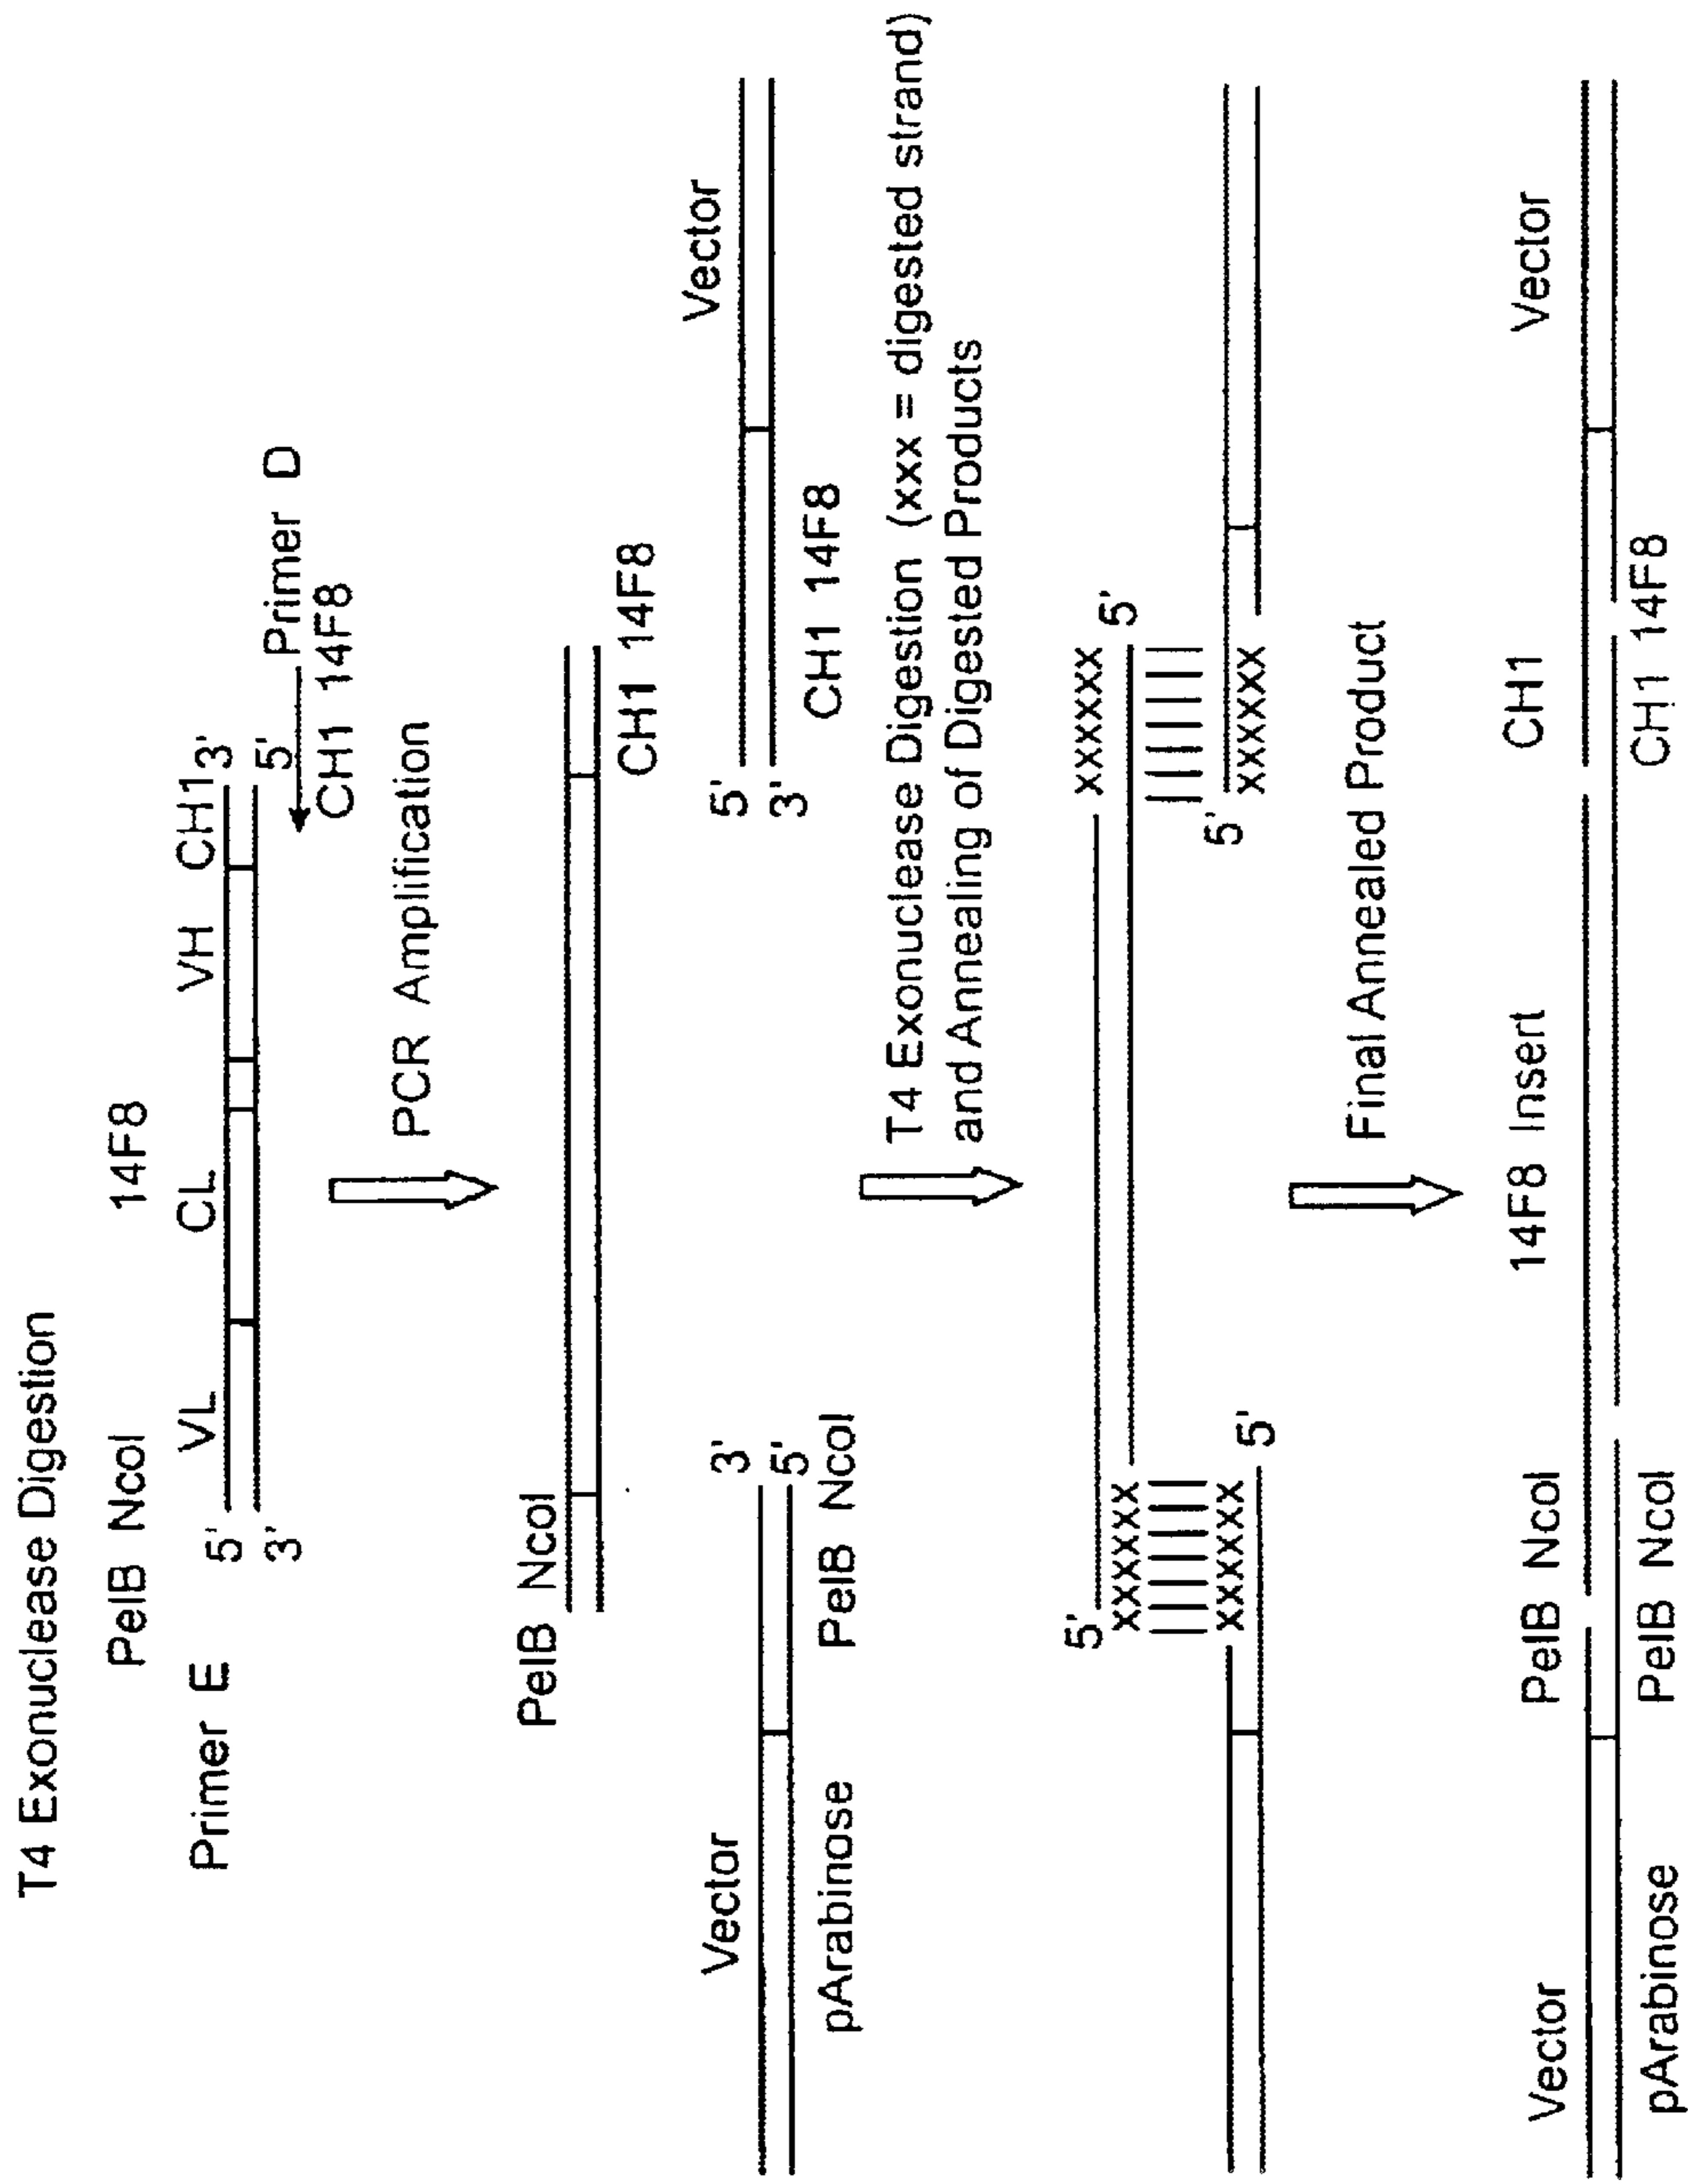 T4 Exonuclease Digestion
PelB NcoI 14F8
Primer E VL CL VH CH1
5' 3'
3' 5' Primer D
CH1 14F8
PCR Amplification
PelB NcoI
CH1 14F8
Vector 3' 5' Vector
5' 3'
pArabinose PelB NcoI CH1 14F8
T4 Exonuclease Digestion (xxx = digested strand)
and Annealing of Digested Products
5' xxxxxx
xxxxxx 5'
xxxxxx 5' xxxxxx
5'
Final Annealed Product
Vector PelB NcoI 14F8 Insert CH1 Vector
pArabinose PelB NcoI CH1 14F8